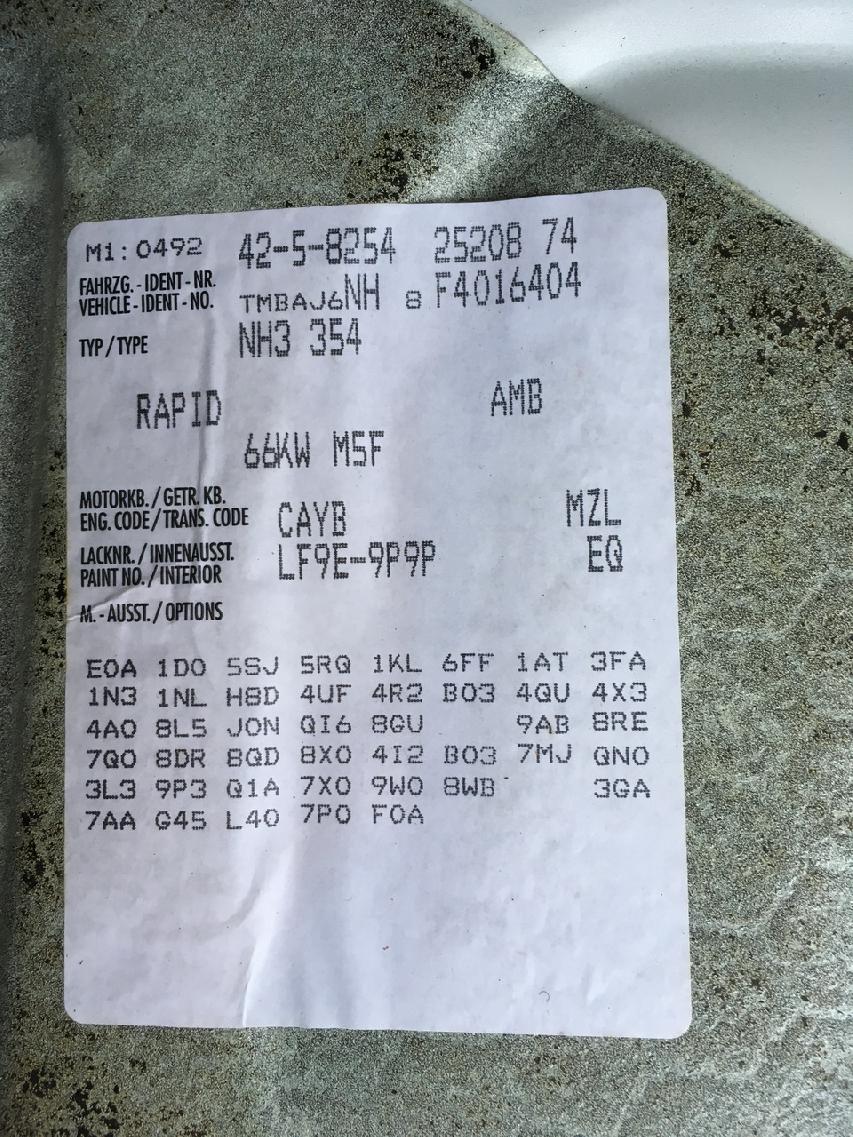 M1:0492 42-5-8254 25208 74
FAHRZG.-IDENT-NR.
VEHICLE-IDENT-NO. TMBAJ6NH 8 F4016404
TYP/TYPE NH3 354
RAPID AMB
66KW M5F
MOTORKB./GETR.KB.
ENG. CODE/TRANS. CODE CAYB MZL
LACKNR./INNENAUSST.
PAINT NO./INTERIOR LF9E-9P9P EQ
M.-AUSST./OPTIONS
E0A 1D0 5SJ 5RQ 1KL 6FF 1AT 3FA
1N3 1NL H8D 4UF 4R2 B03 4QU 4X3
4A0 8L5 J0N QI6 8GU 9AB 8RE
7Q0 8DR 8QD 8X0 4I2 B03 7MJ QN0
3L3 9P3 Q1A 7X0 9W0 8WB 3GA
7AA G45 L40 7P0 F0A